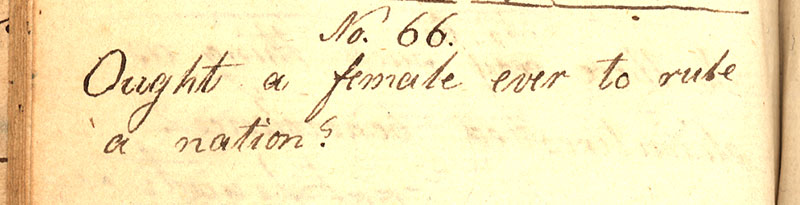 No. 66.
Ought a female ever to rule
a nation?